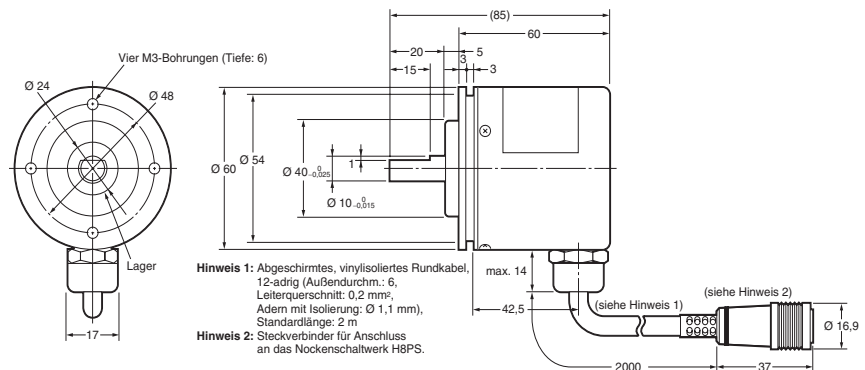 (85)
60
20
5
3
3
15
Vier M3-Bohrungen (Tiefe: 6)
Ø 24
Ø 48
Ø 60
Ø 54
Ø 40 0 -0,025
1
Ø 10 0 -0,015
Lager
17
Hinweis 1: Abgeschirmtes, vinylisoliertes Rundkabel,
12-adrig (Außendurchm.: 6,
Leiterquerschnitt: 0,2 mm²,
Adern mit Isolierung: Ø 1,1 mm),
Standardlänge: 2 m
Hinweis 2: Steckverbinder für Anschluss
an das Nockenschaltwerk H8PS.
max. 14
42,5
(siehe Hinweis 1)
(siehe Hinweis 2)
Ø 16,9
2000
37